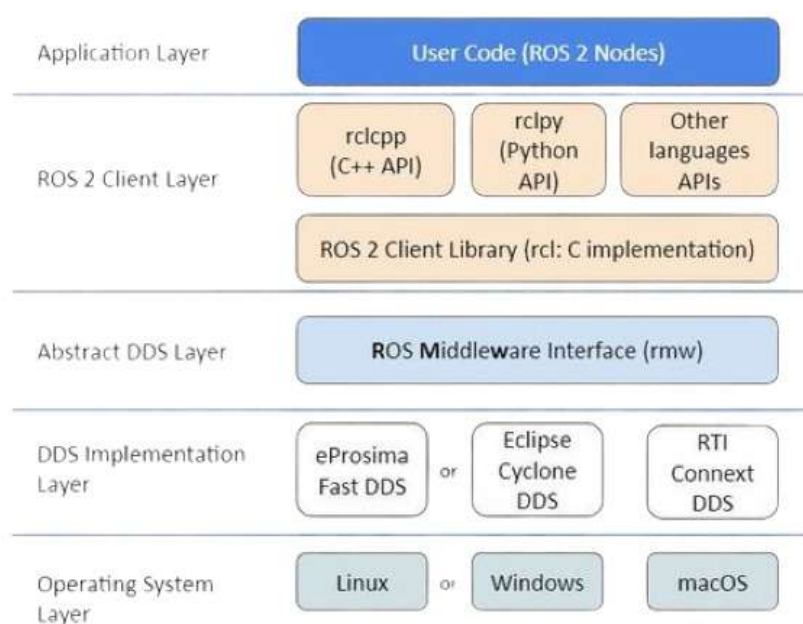 Application Layer
User Code (ROS 2 Nodes)
ROS 2 Client Layer
rclcpp
(C++ API)
rclpy
(Python
API)
Other
languages
APIs
ROS 2 Client Library (rcl: C implementation)
Abstract DDS Layer
ROS Middleware Interface (rmw)
DDS Implementation
Layer
eProsima
Fast DDS
or
Eclipse
Cyclone
DDS
RTI
Connext
DDS
Operating System
Layer
Linux
or
Windows
macOS